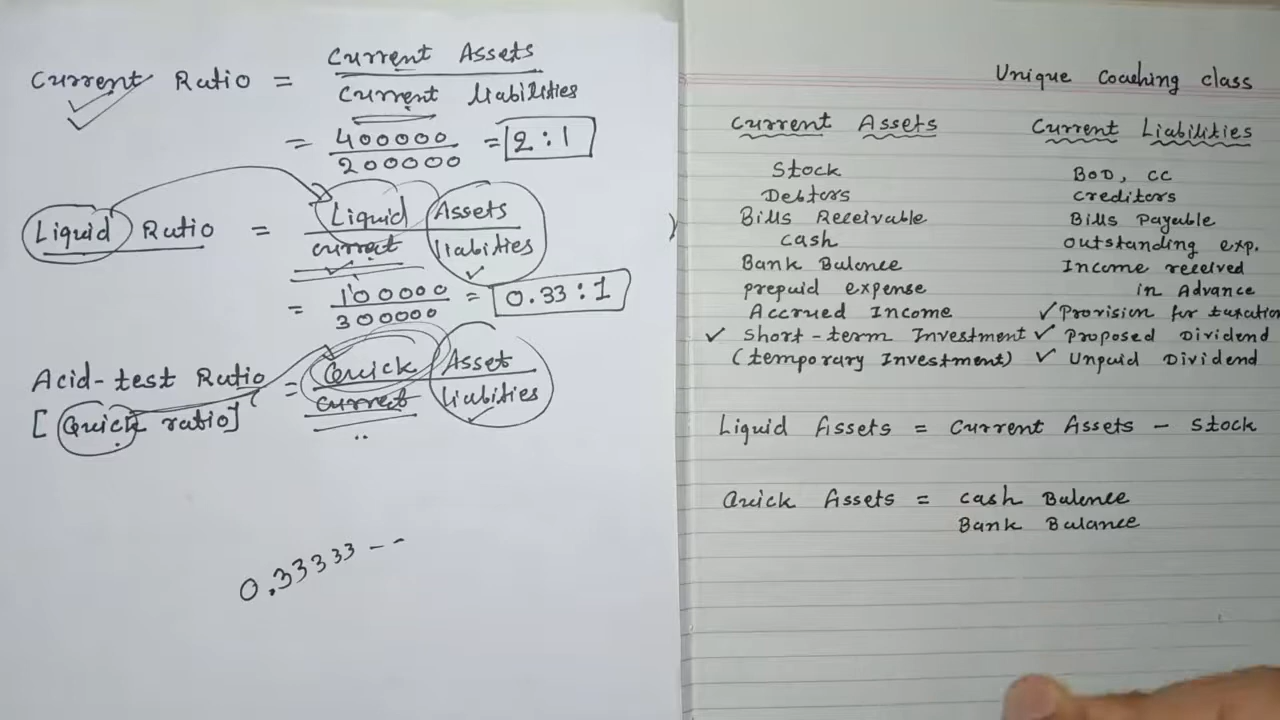 Current Ratio = Current Assets
Current liabilities
= 400000
200000
= 2:1
Liquid Ratio = Liquid Assets
current liabilities
= 100000
300000
= 0.33:1
Acid-test Ratio = Quick Asset
[Quick ratio] current liabilities
0.33333--
Unique Coaching class
Current Assets Current Liabilities
Stock BOD, CC
Debtors Creditors
Bills Receivable Bills Payable
cash outstanding exp.
Bank Balence Income received
prepaid expense in Advance
Accrued Income ✓ Provision for taxation
✓ Short-term Investment ✓ Proposed Dividend
(temporary Investment) ✓ Unpaid Dividend
Liquid Assets = Current Assets - Stock
Quick Assets = Cash Balence
Bank Balance